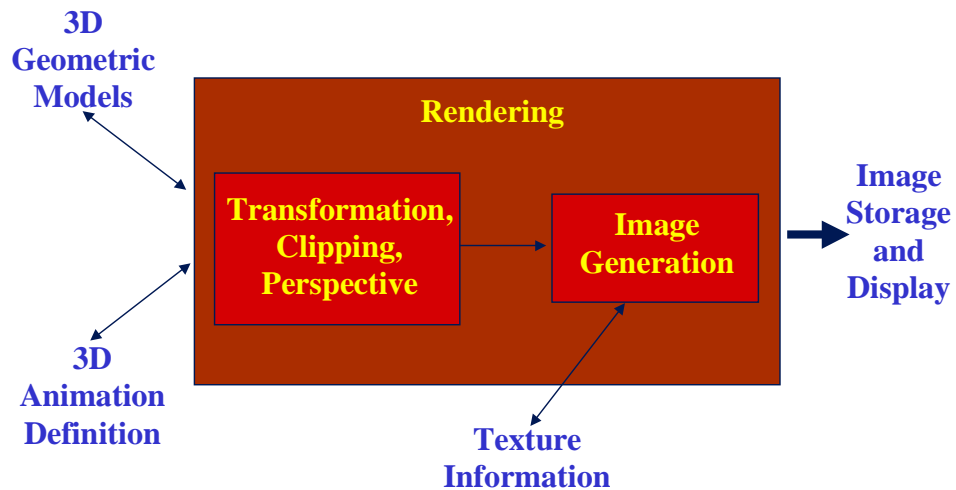 3D
Geometric
Models
Rendering
Transformation,
Clipping,
Perspective
Image
Generation
Image
Storage
and
Display
3D
Animation
Definition
Texture
Information